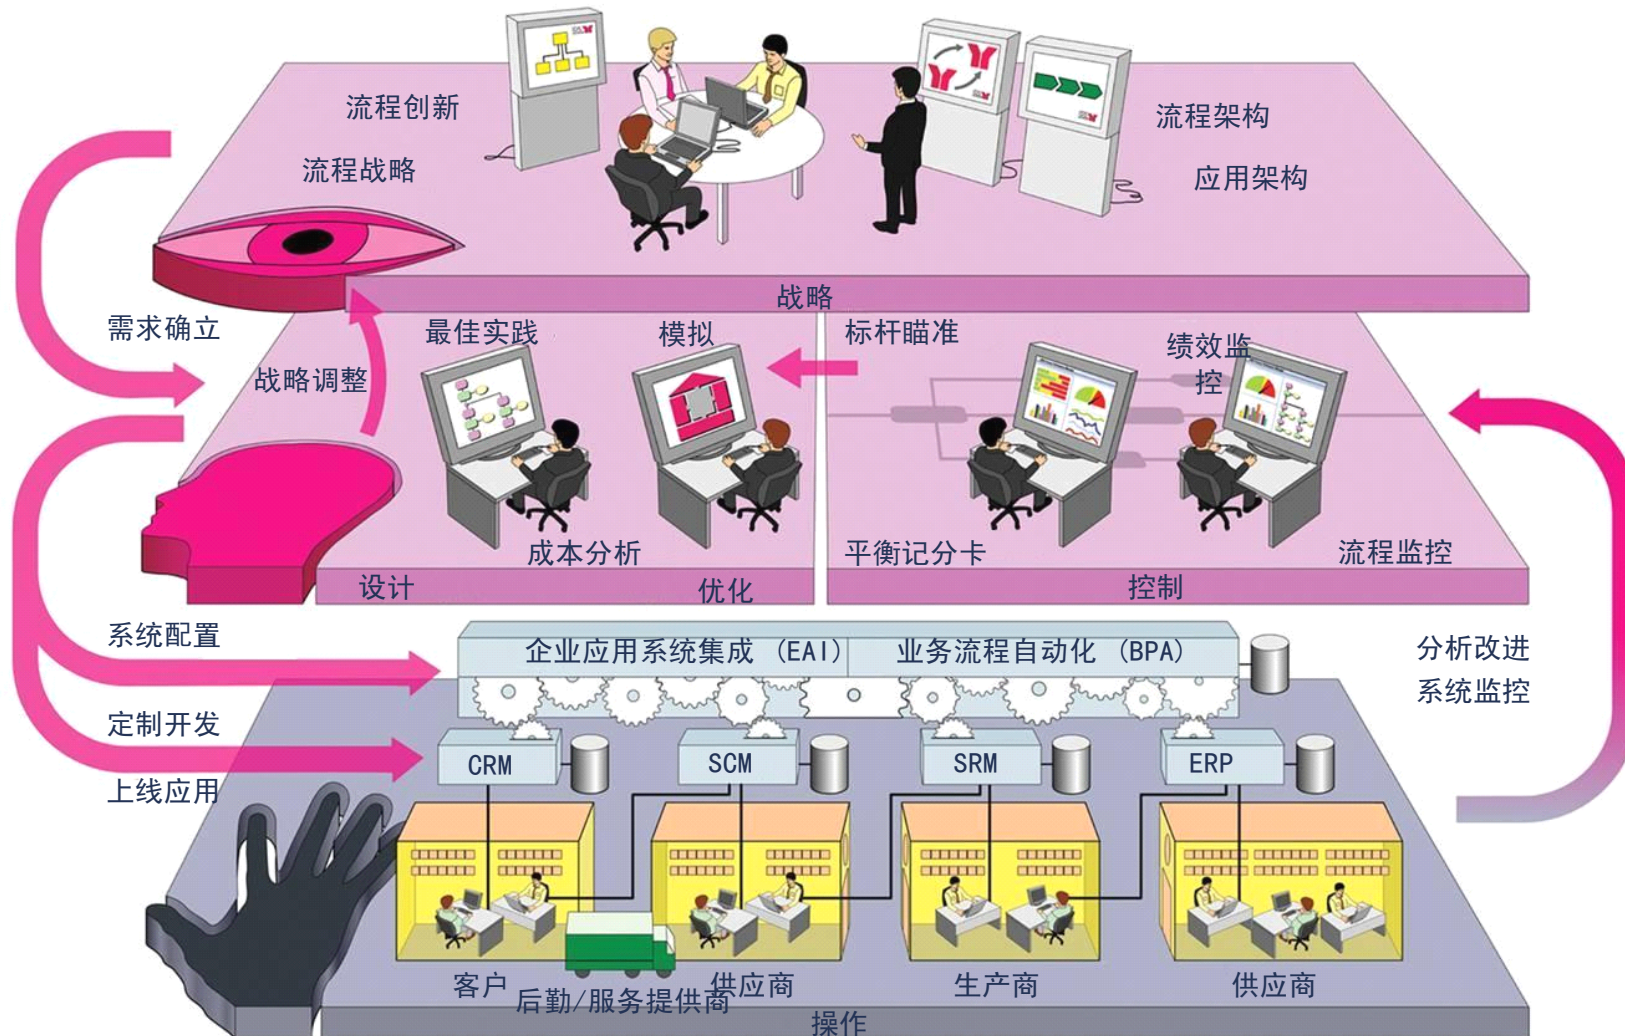 流程创新
流程战略
流程架构
应用架构
战略
需求确立
战略调整
最佳实践
模拟
标杆瞄准
绩效监
控
成本分析
平衡记分卡
流程监控
设计
优化
控制
系统配置
企业应用系统集成 (EAI)
业务流程自动化 (BPA)
分析改进
系统监控
定制开发
上线应用
CRM
SCM
SRM
ERP
客户
后勤/服务提供商
供应商
生产商
供应商
操作